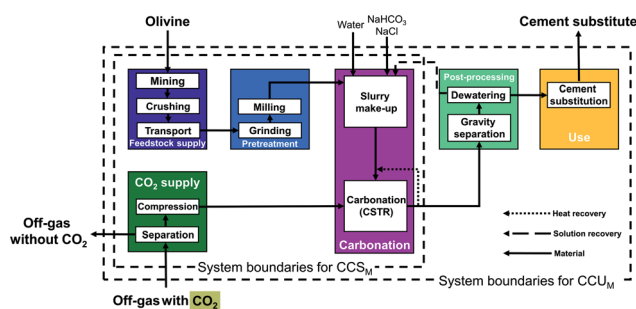 Olivine
Water
NaHCO₃
NaCl
Cement substitute
Mining
Crushing
Transport
Feedstock supply
Milling
Grinding
Pretreatment
Slurry
make-up
Carbonation
(CSTR)
Carbonation
Post-processing
Dewatering
Gravity
separation
Cement
substitution
Use
CO₂ supply
Compression
Separation
Off-gas
without CO₂
Off-gas with CO₂
Heat recovery
Solution recovery
Material
System boundaries for CCS_M
System boundaries for CCU_M